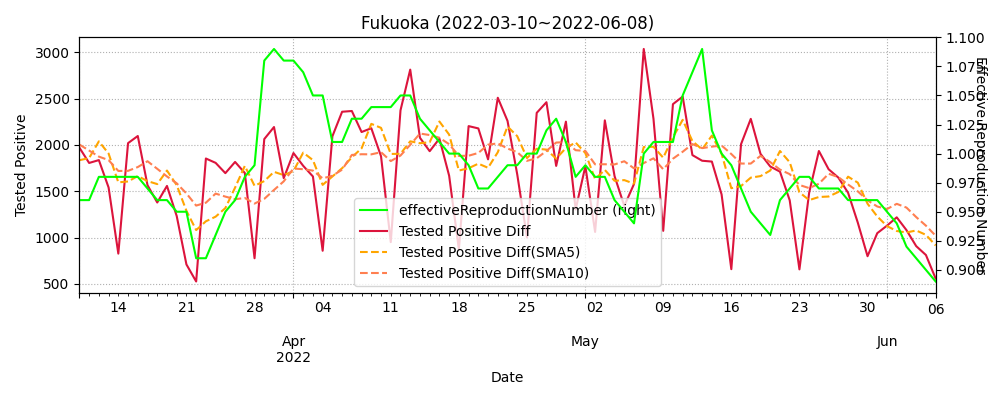 Fukuoka (2022-03-10~2022-06-08)
Tested Positive
3000
2500
2000
1500
1000
500
1.100
1.075
1.050
1.025
1.000
0.975
0.950
0.925
0.900
Effective Reproduction Number
effectiveReproductionNumber (right)
Tested Positive Diff
Tested Positive Diff(SMA5)
Tested Positive Diff(SMA10)
14 21 28 04 11 18 25 02 09 16 23 30 06
Apr May Jun
2022
Date